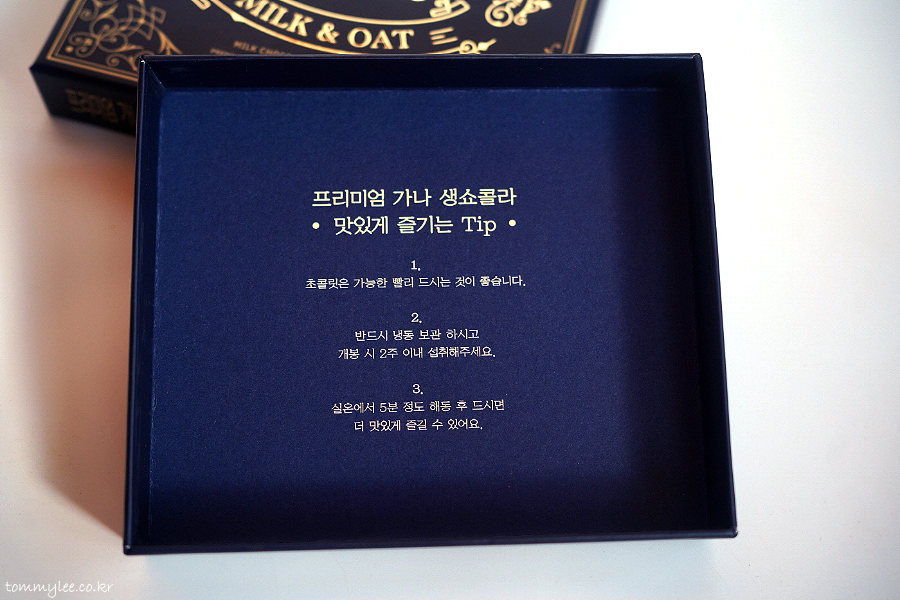 MILK & OAT
프리미엄 가나 생쇼콜라
• 맛있게 즐기는 Tip •
1.
초콜릿은 가능한 빨리 드시는 것이 좋습니다.
2.
반드시 냉동 보관 하시고
개봉 시 2주 이내 섭취해주세요.
3.
실온에서 5분 정도 해동 후 드시면
더 맛있게 즐길 수 있어요.
tommylee.co.kr